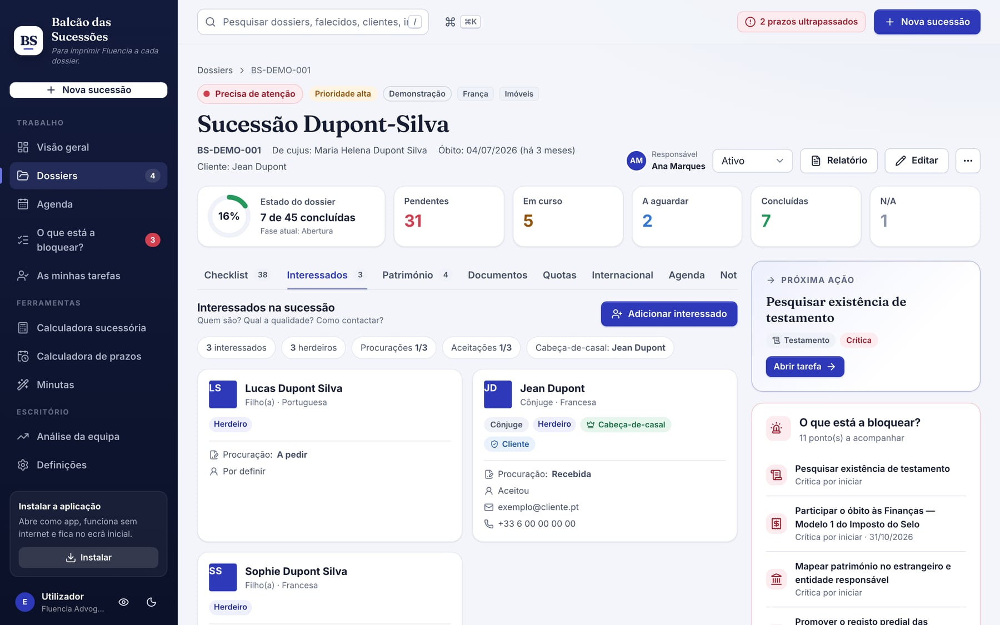 BS
Balcão das
Sucessões
Para imprimir Fluencia a cada
dossier.
+ Nova sucessão
TRABALHO
Visão geral
Dossiers 4
Agenda
O que está a
bloquear? 3
As minhas tarefas
FERRAMENTAS
Calculadora sucessória
Calculadora de prazos
Minutas
ESCRITÓRIO
Análise da equipa
Definições
Instalar a aplicação
Abre como app, funciona sem
internet e fica no ecrã inicial.
Instalar
E
Utilizador
Fluencia Advog...
Pesquisar dossiers, falecidos, clientes, i /
⌘ ⌘K
2 prazos ultrapassados
+ Nova sucessão
Dossiers > BS-DEMO-001
Precisa de atenção Prioridade alta Demonstração França Imóveis
Sucessão Dupont-Silva
BS-DEMO-001 De cujus: Maria Helena Dupont Silva Óbito: 04/07/2026 (há 3 meses)
Cliente: Jean Dupont
AM
Responsável
Ana Marques
Ativo
Relatório
Editar
...
16%
Estado do dossier
7 de 45 concluídas
Fase atual: Abertura
Pendentes
31
Em curso
5
A aguardar
2
Concluídas
7
N/A
1
Checklist 38 Interessados 3 Património 4 Documentos Quotas Internacional Agenda Not
Interessados na sucessão
Quem são? Qual a qualidade? Como contactar?
Adicionar interessado
3 interessados 3 herdeiros Procurações 1/3 Aceitações 1/3 Cabeça-de-casal: Jean Dupont
LS
Lucas Dupont Silva
Filho(a) · Portuguesa
Herdeiro
Procuração: A pedir
Por definir
JD
Jean Dupont
Cônjuge · Francesa
Cônjuge Herdeiro Cabeça-de-casal
Cliente
Procuração: Recebida
Aceitou
exemplo@cliente.pt
+33 6 00 00 00 00
SS
Sophie Dupont Silva
Filho(a) · Francesa
Herdeiro
→ PRÓXIMA AÇÃO
Pesquisar existência de
testamento
Testamento Crítica
Abrir tarefa →
O que está a bloquear?
11 ponto(s) a acompanhar
Pesquisar existência de testamento
Crítica por iniciar
Participar o óbito às Finanças —
Modelo 1 do Imposto do Selo
Crítica por iniciar · 31/10/2026
Mapear património no estrangeiro e
entidade responsável
Crítica por iniciar
Promover o registo predial das